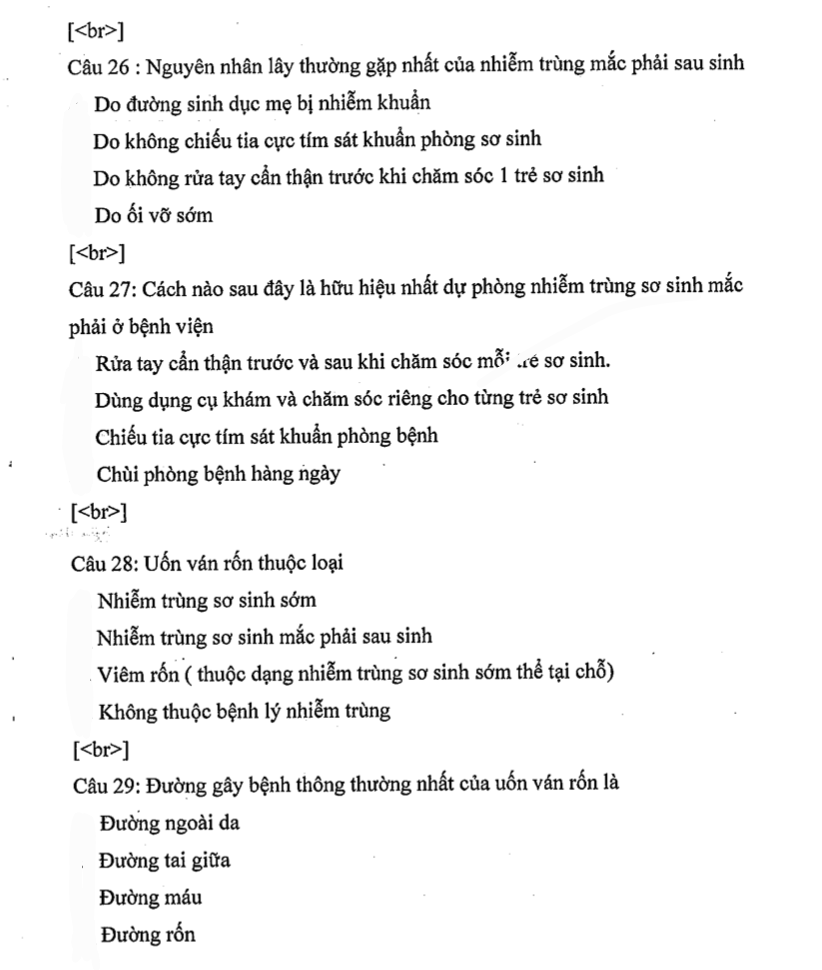 [<br>]
Câu 26 : Nguyên nhân lây thường gặp nhất của nhiễm trùng mắc phải sau sinh
Do đường sinh dục mẹ bị nhiễm khuẩn
Do không chiếu tia cực tím sát khuẩn phòng sơ sinh
Do không rửa tay cẩn thận trước khi chăm sóc 1 trẻ sơ sinh
Do ối vỡ sớm
[<br>]
Câu 27: Cách nào sau đây là hữu hiệu nhất dự phòng nhiễm trùng sơ sinh mắc
phải ở bệnh viện
Rửa tay cẩn thận trước và sau khi chăm sóc mỗi trẻ sơ sinh.
Dùng dụng cụ khám và chăm sóc riêng cho từng trẻ sơ sinh
Chiếu tia cực tím sát khuẩn phòng bệnh
Chùi phòng bệnh hàng ngày
[<br>]
Câu 28: Uốn ván rốn thuộc loại
Nhiễm trùng sơ sinh sớm
Nhiễm trùng sơ sinh mắc phải sau sinh
Viêm rốn ( thuộc dạng nhiễm trùng sơ sinh sớm thể tại chỗ)
Không thuộc bệnh lý nhiễm trùng
[<br>]
Câu 29: Đường gây bệnh thông thường nhất của uốn ván rốn là
Đường ngoài da
Đường tai giữa
Đường máu
Đường rốn